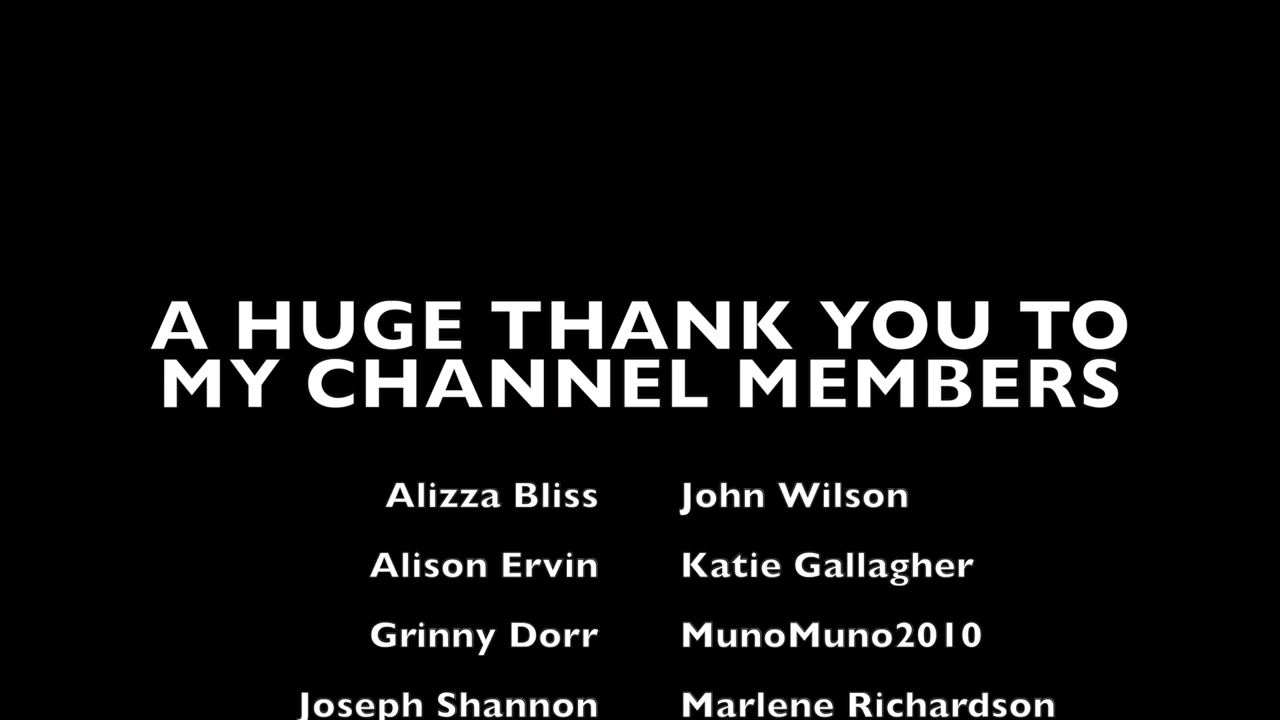 A HUGE THANK YOU TO
MY CHANNEL MEMBERS
Alizza Bliss John Wilson
Alison Ervin Katie Gallagher
Grinny Dorr MunoMuno2010
Joseph Shannon Marlene Richardson